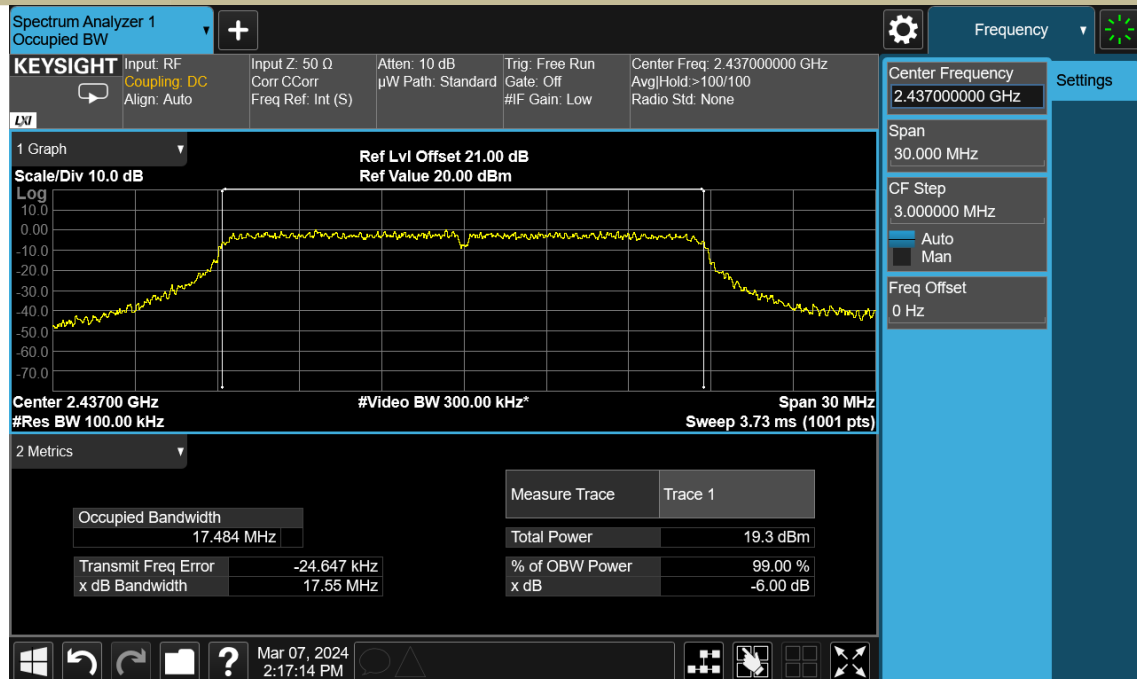 Spectrum Analyzer 1
Occupied BW
Frequency
KEYSIGHT
LXI
Input: RF
Coupling: DC
Align: Auto
Input Z: 50 Ω
Corr CCorr
Freq Ref: Int (S)
Atten: 10 dB
µW Path: Standard
Trig: Free Run
Gate: Off
#IF Gain: Low
Center Freq: 2.437000000 GHz
Avg|Hold:>100/100
Radio Std: None
Center Frequency
2.437000000 GHz
Settings
Span
30.000 MHz
CF Step
3.000000 MHz
Auto
Man
Freq Offset
0 Hz
1 Graph
Scale/Div 10.0 dB
Ref Lvl Offset 21.00 dB
Ref Value 20.00 dBm
Log
10.0
0.00
-10.0
-20.0
-30.0
-40.0
-50.0
-60.0
-70.0
Center 2.43700 GHz
#Video BW 300.00 kHz*
Span 30 MHz
#Res BW 100.00 kHz
Sweep 3.73 ms (1001 pts)
2 Metrics
Measure Trace
Trace 1
Occupied Bandwidth
17.484 MHz
Total Power
19.3 dBm
Transmit Freq Error
-24.647 kHz
% of OBW Power
99.00 %
x dB Bandwidth
17.55 MHz
x dB
-6.00 dB
?
Mar 07, 2024
2:17:14 PM